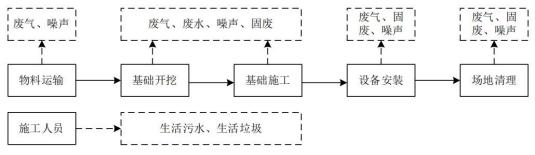 废气、噪声
废气、废水、噪声、固废
废气、固
废、噪声
废气、固
废、噪声
物料运输
基础开挖
基础施工
设备安装
场地清理
施工人员
生活污水、生活垃圾